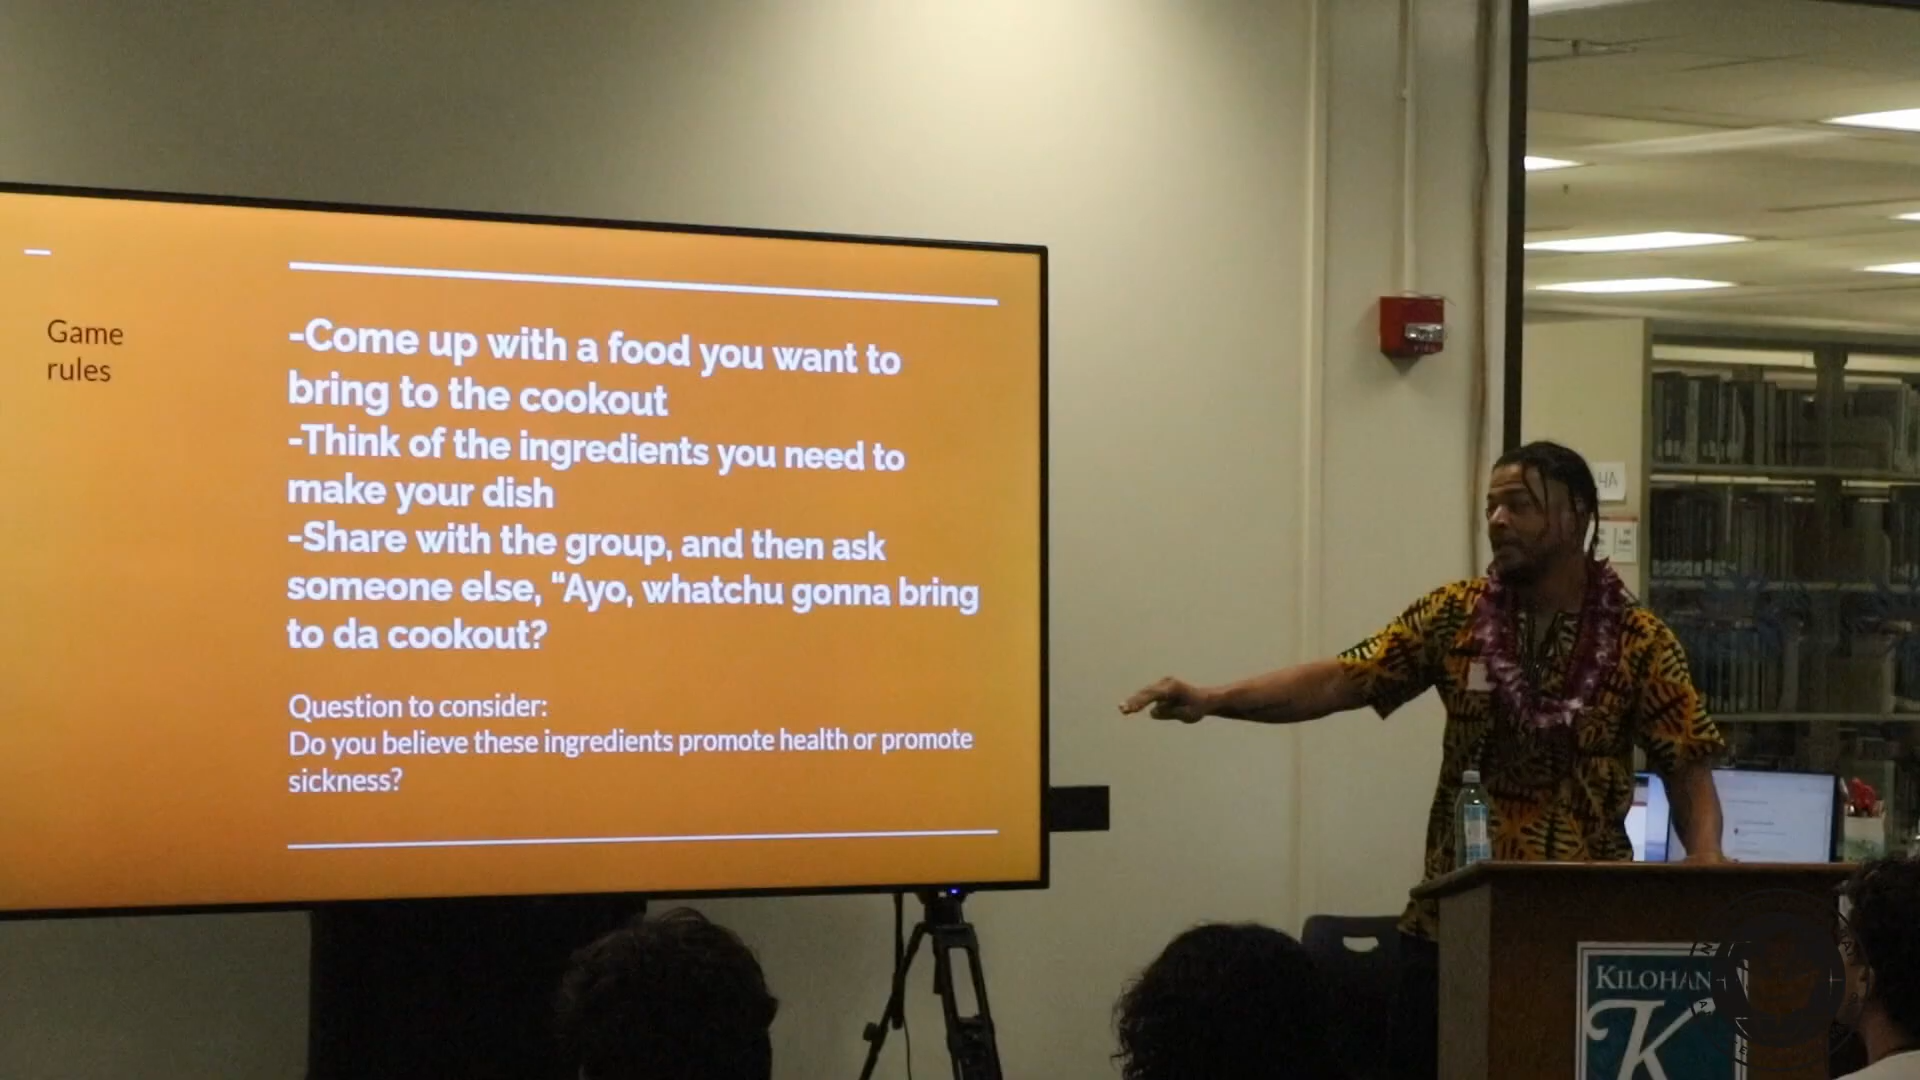 Game
rules
-Come up with a food you want to
bring to the cookout
-Think of the ingredients you need to
make your dish
-Share with the group, and then ask
someone else, “Ayo, whatchu gonna bring
to da cookout?
Question to consider:
Do you believe these ingredients promote health or promote
sickness?
4A
KILOHAN
K